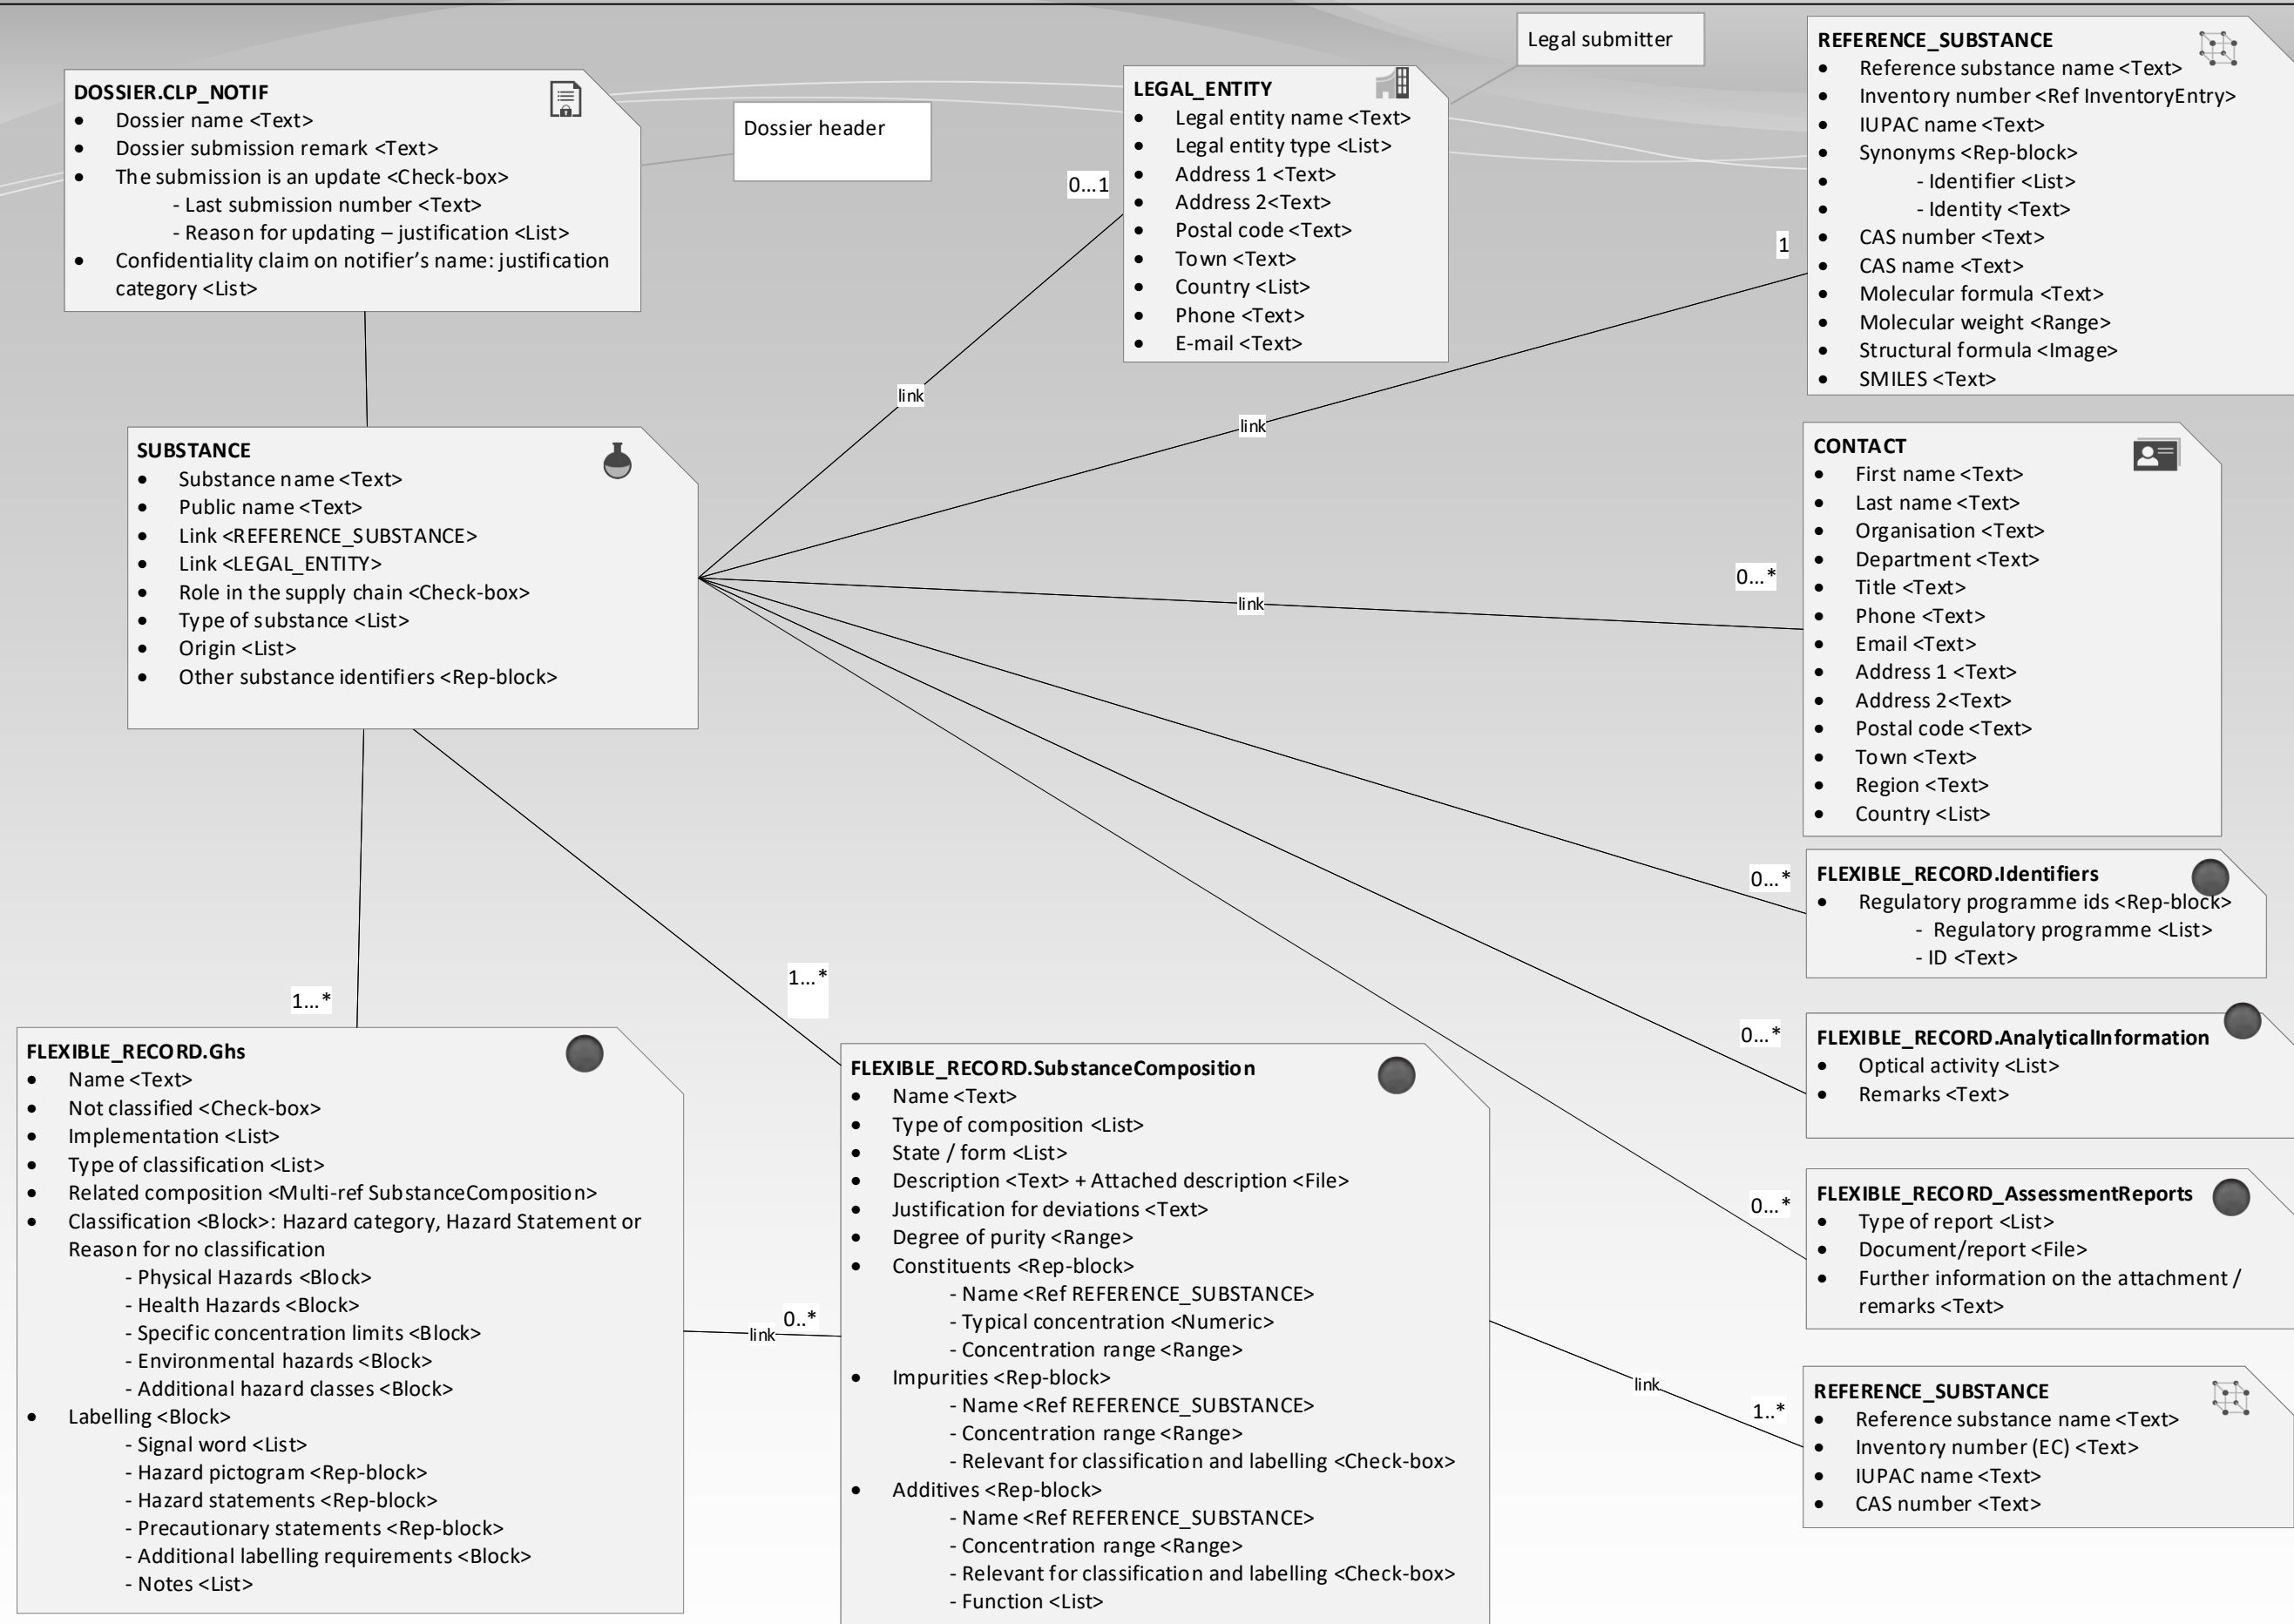 DOSSIER.CLP_NOTIF
• Dossier name <Text>
• Dossier submission remark <Text>
• The submission is an update <Check-box>
- Last submission number <Text>
- Reason for updating – justification <List>
• Confidentiality claim on notifier's name: justification
category <List>
Dossier header
LEGAL_ENTITY
• Legal entity name <Text>
• Legal entity type <List>
• Address 1 <Text>
• Address 2<Text>
• Postal code <Text>
• Town <Text>
• Country <List>
• Phone <Text>
• E-mail <Text>
Legal submitter
REFERENCE_SUBSTANCE
• Reference substance name <Text>
• Inventory number <Ref InventoryEntry>
• IUPAC name <Text>
• Synonyms <Rep-block>
• - Identifier <List>
• - Identity <Text>
• CAS number <Text>
• CAS name <Text>
• Molecular formula <Text>
• Molecular weight <Range>
• Structural formula <Image>
• SMILES <Text>
0...1
1
link
link
SUBSTANCE
• Substance name <Text>
• Public name <Text>
• Link <REFERENCE_SUBSTANCE>
• Link <LEGAL_ENTITY>
• Role in the supply chain <Check-box>
• Type of substance <List>
• Origin <List>
• Other substance identifiers <Rep-block>
link
0...*
CONTACT
• First name <Text>
• Last name <Text>
• Organisation <Text>
• Department <Text>
• Title <Text>
• Phone <Text>
• Email <Text>
• Address 1 <Text>
• Address 2<Text>
• Postal code <Text>
• Town <Text>
• Region <Text>
• Country <List>
0...*
FLEXIBLE_RECORD.Identifiers
• Regulatory programme ids <Rep-block>
- Regulatory programme <List>
- ID <Text>
0...*
FLEXIBLE_RECORD.AnalyticalInformation
• Optical activity <List>
• Remarks <Text>
0...*
FLEXIBLE_RECORD_AssessmentReports
• Type of report <List>
• Document/report <File>
• Further information on the attachment /
remarks <Text>
1...*
1...*
FLEXIBLE_RECORD.Ghs
• Name <Text>
• Not classified <Check-box>
• Implementation <List>
• Type of classification <List>
• Related composition <Multi-ref SubstanceComposition>
• Classification <Block>: Hazard category, Hazard Statement or
Reason for no classification
- Physical Hazards <Block>
- Health Hazards <Block>
- Specific concentration limits <Block>
- Environmental hazards <Block>
- Additional hazard classes <Block>
• Labelling <Block>
- Signal word <List>
- Hazard pictogram <Rep-block>
- Hazard statements <Rep-block>
- Precautionary statements <Rep-block>
- Additional labelling requirements <Block>
- Notes <List>
link
0..*
FLEXIBLE_RECORD.SubstanceComposition
• Name <Text>
• Type of composition <List>
• State / form <List>
• Description <Text> + Attached description <File>
• Justification for deviations <Text>
• Degree of purity <Range>
• Constituents <Rep-block>
- Name <Ref REFERENCE_SUBSTANCE>
- Typical concentration <Numeric>
- Concentration range <Range>
• Impurities <Rep-block>
- Name <Ref REFERENCE_SUBSTANCE>
- Concentration range <Range>
- Relevant for classification and labelling <Check-box>
• Additives <Rep-block>
- Name <Ref REFERENCE_SUBSTANCE>
- Concentration range <Range>
- Relevant for classification and labelling <Check-box>
- Function <List>
link
1..*
REFERENCE_SUBSTANCE
• Reference substance name <Text>
• Inventory number (EC) <Text>
• IUPAC name <Text>
• CAS number <Text>